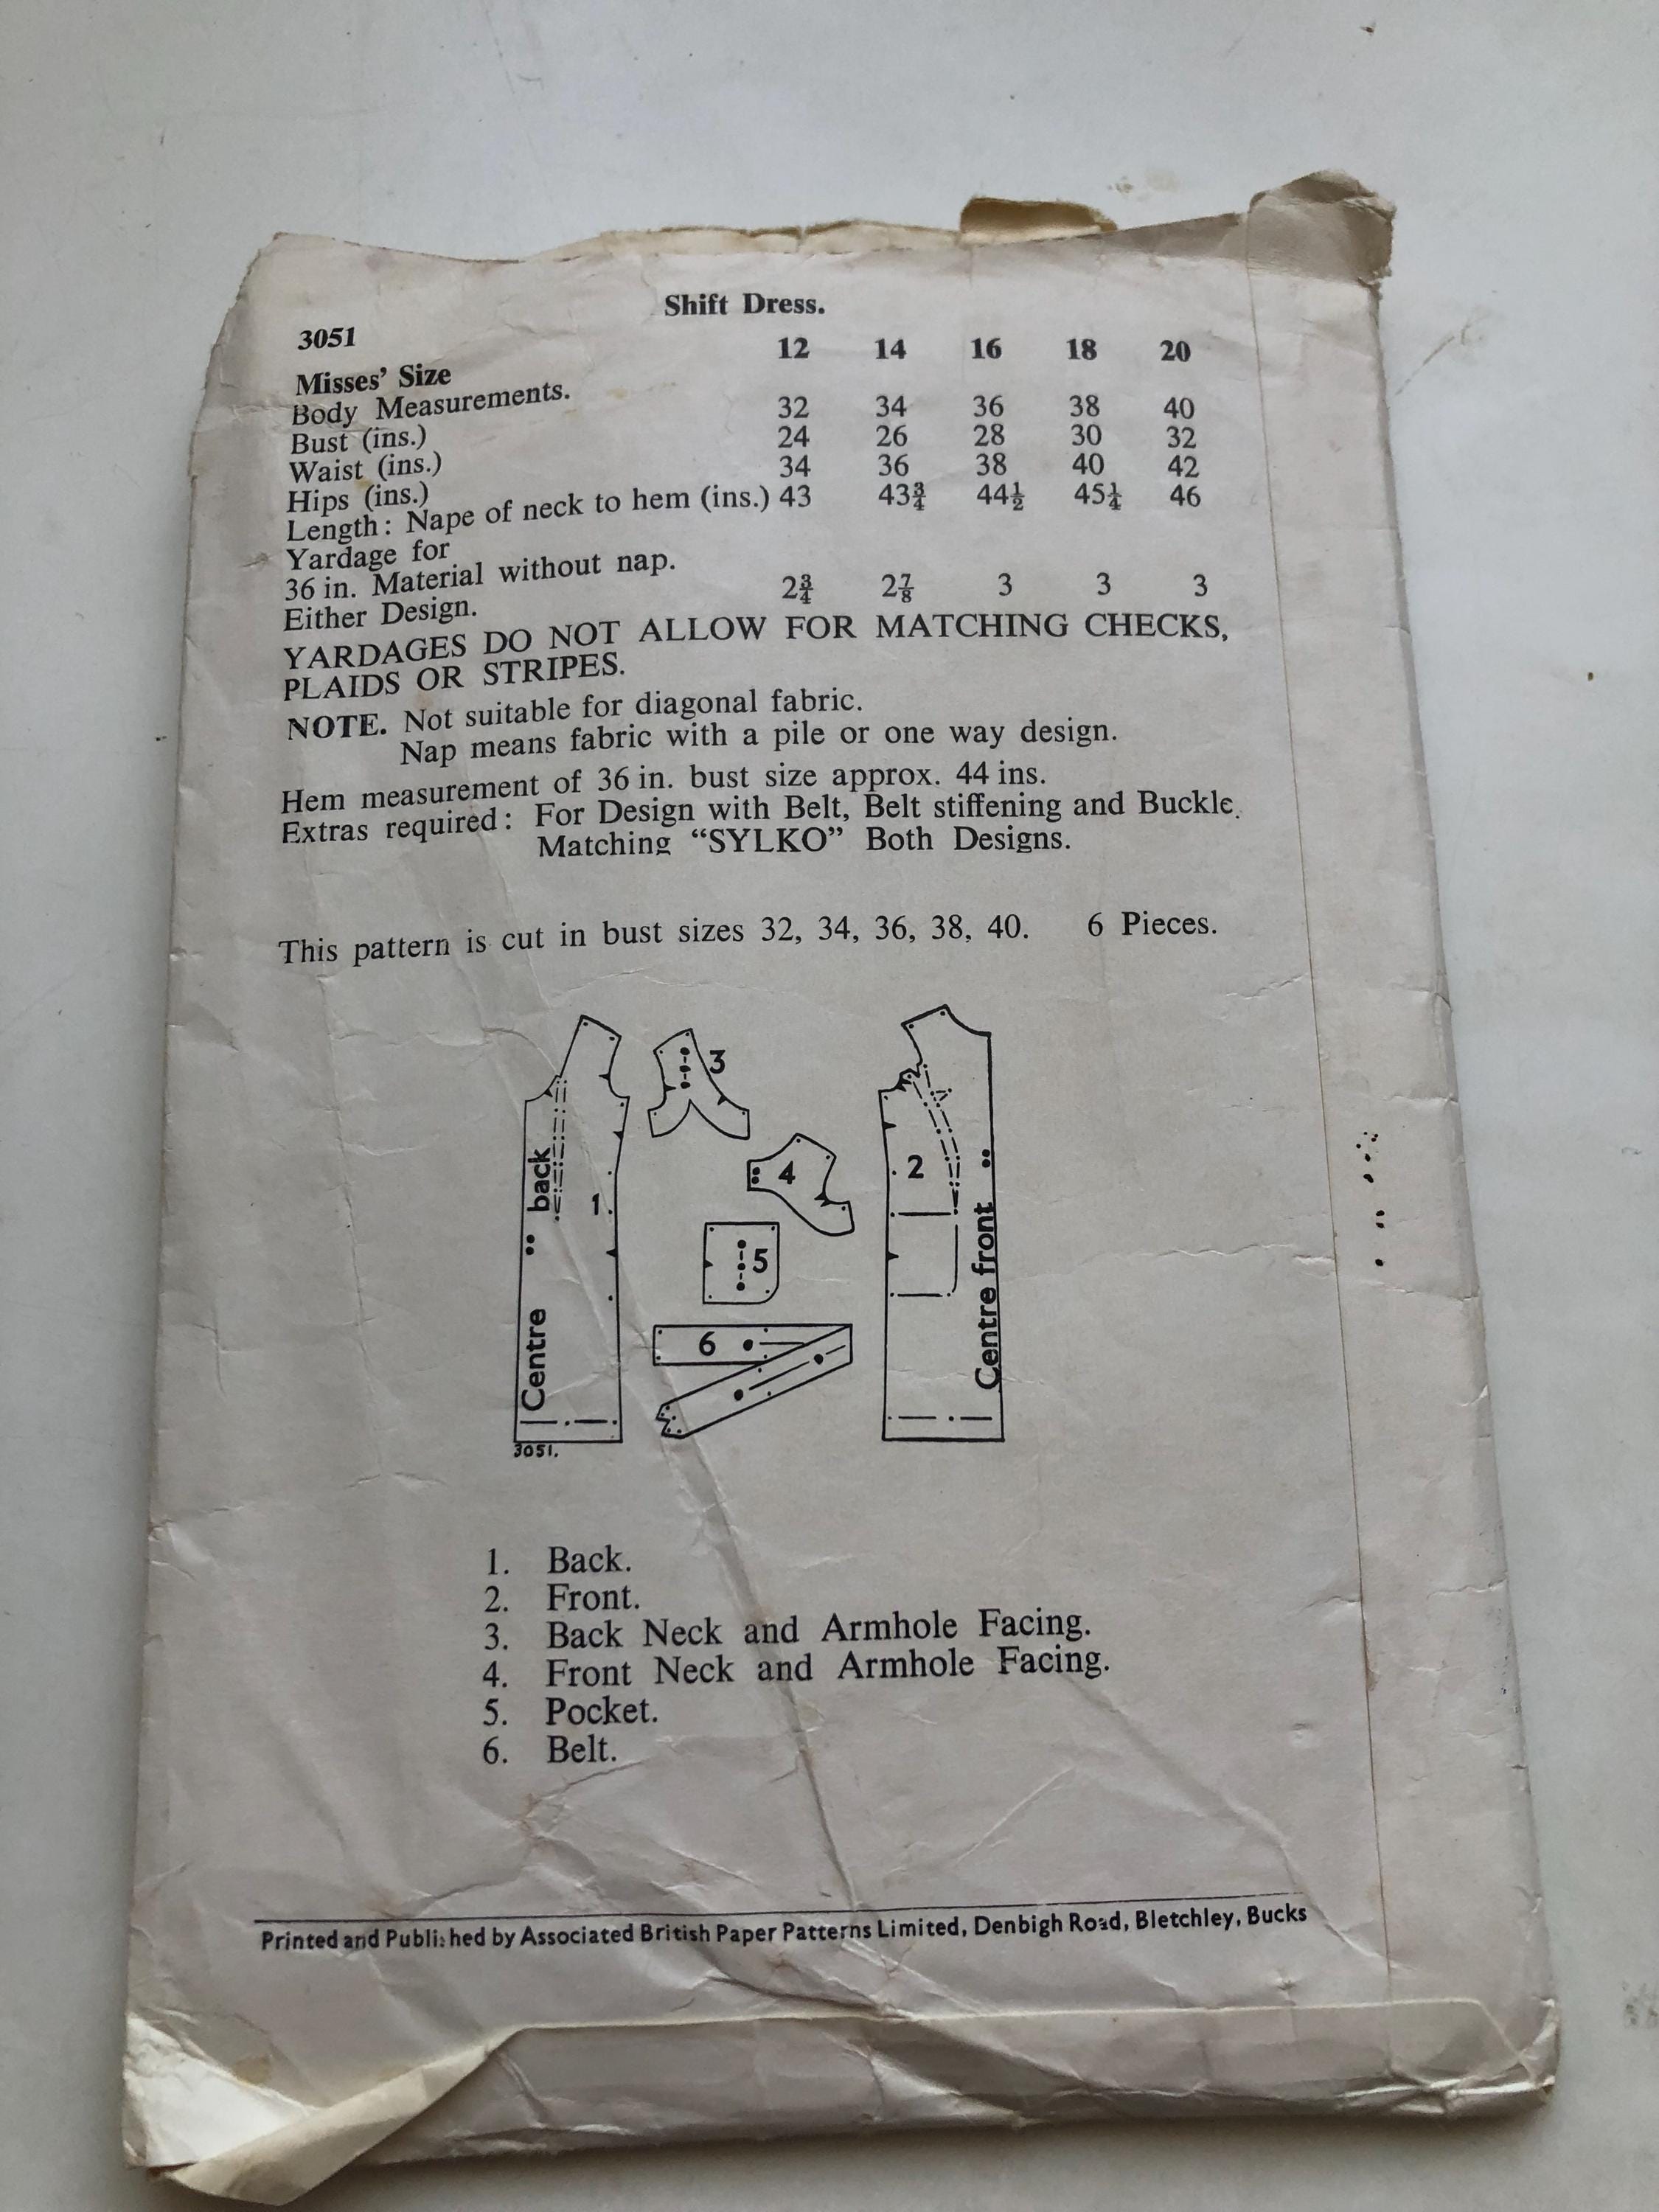 Shift Dress.
3051
Misses' Size 12 14 16 18 20
Body Measurements.
Bust (ins.) 32 34 36 38 40
Waist (ins.) 24 26 28 30 32
Hips (ins.) 34 36 38 40 42
Length: Nape of neck to hem (ins.) 43 43¾ 44½ 45¼ 46
Yardage for
36 in. Material without nap.
Either Design. 2¾ 2⅞ 3 3 3
YARDAGES DO NOT ALLOW FOR MATCHING CHECKS,
PLAIDS OR STRIPES.
NOTE. Not suitable for diagonal fabric.
Nap means fabric with a pile or one way design.
Hem measurement of 36 in. bust size approx. 44 ins.
Extras required: For Design with Belt, Belt stiffening and Buckle.
Matching "SYLKO" Both Designs.
This pattern is cut in bust sizes 32, 34, 36, 38, 40. 6 Pieces.
Centre back
1
3
4
5
6
2
Centre front
3051.
1. Back.
2. Front.
3. Back Neck and Armhole Facing.
4. Front Neck and Armhole Facing.
5. Pocket.
6. Belt.
Printed and Published by Associated British Paper Patterns Limited, Denbigh Road, Bletchley, Bucks